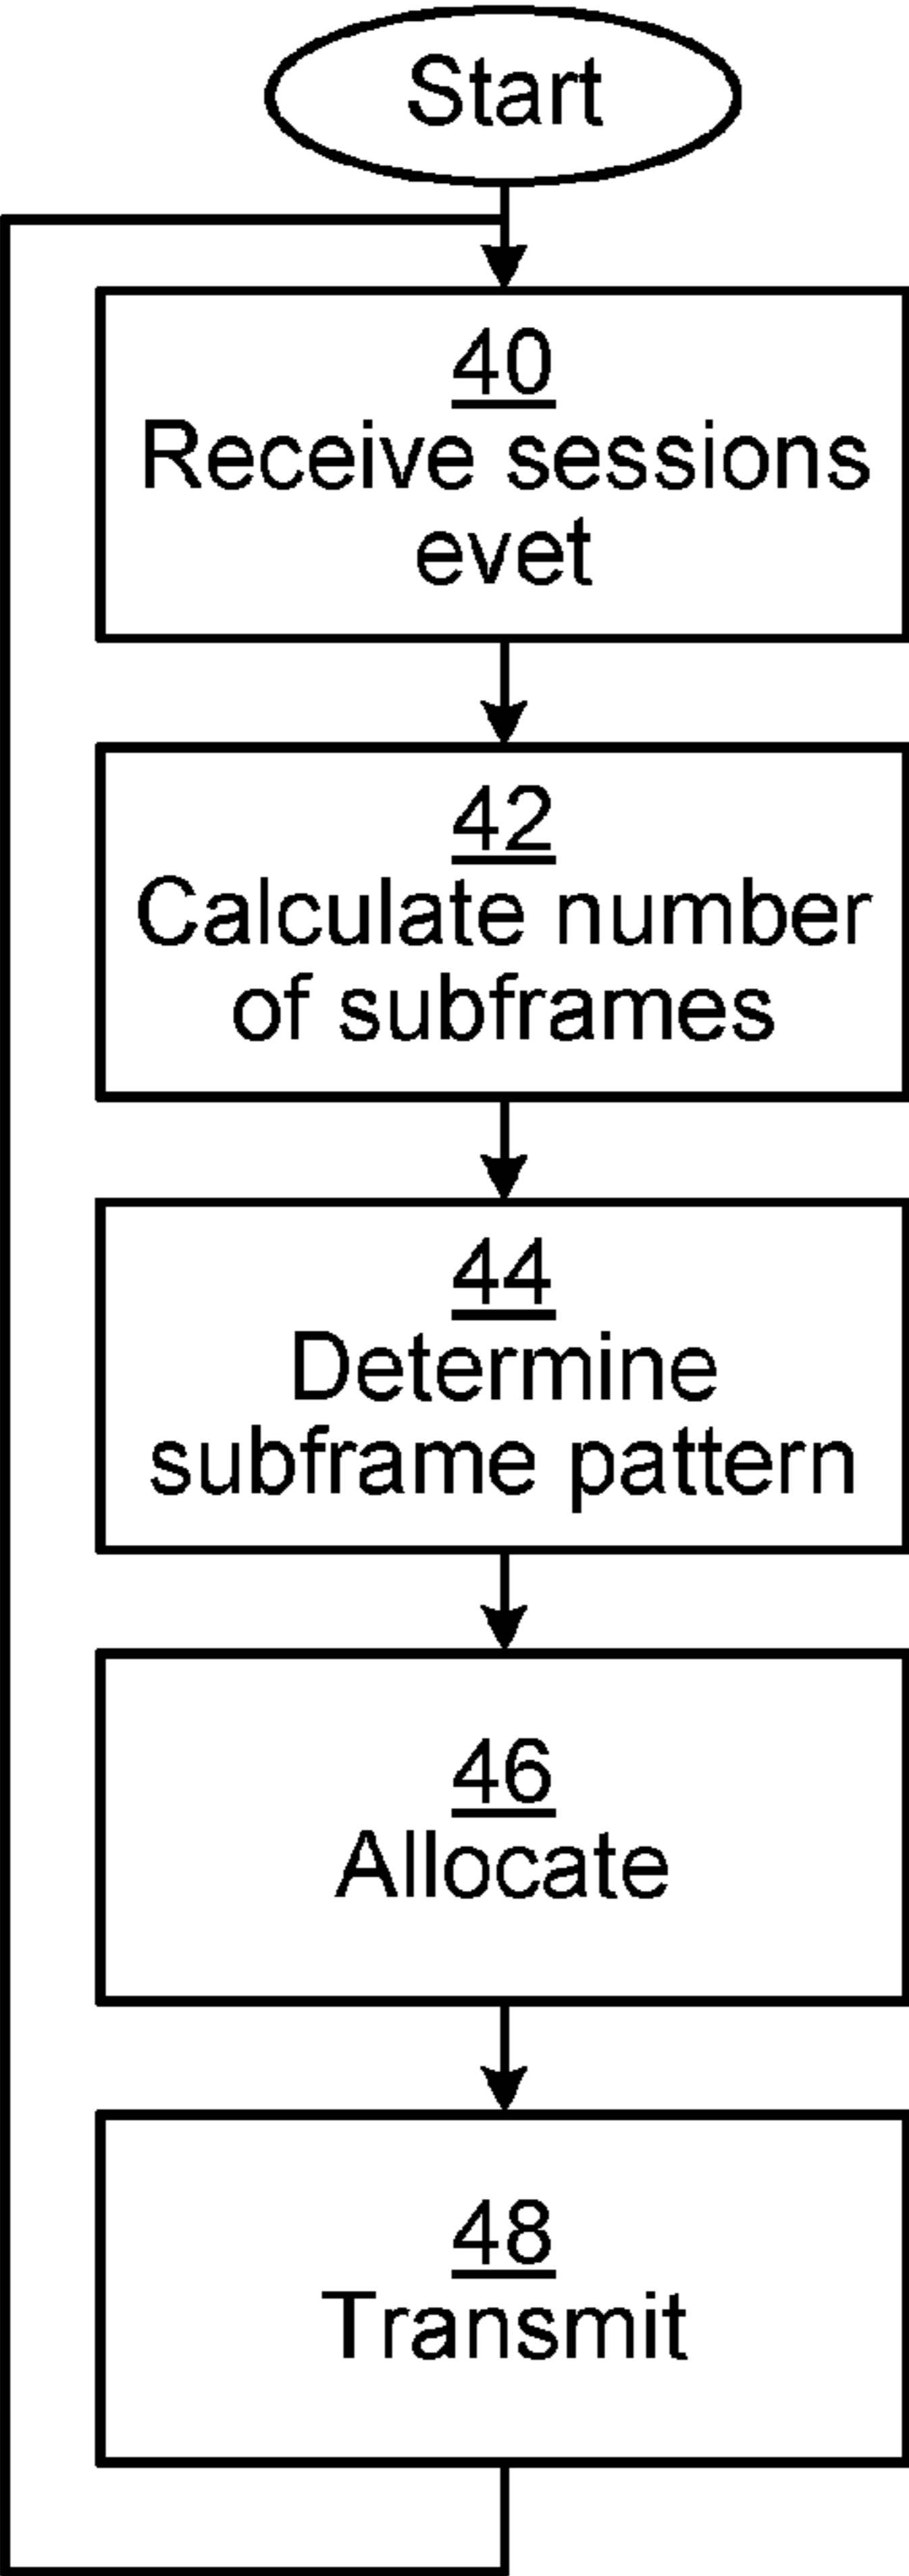 Start
40
Receive sessions
evet
42
Calculate number
of subframes
44
Determine
subframe pattern
46
Allocate
48
Transmit